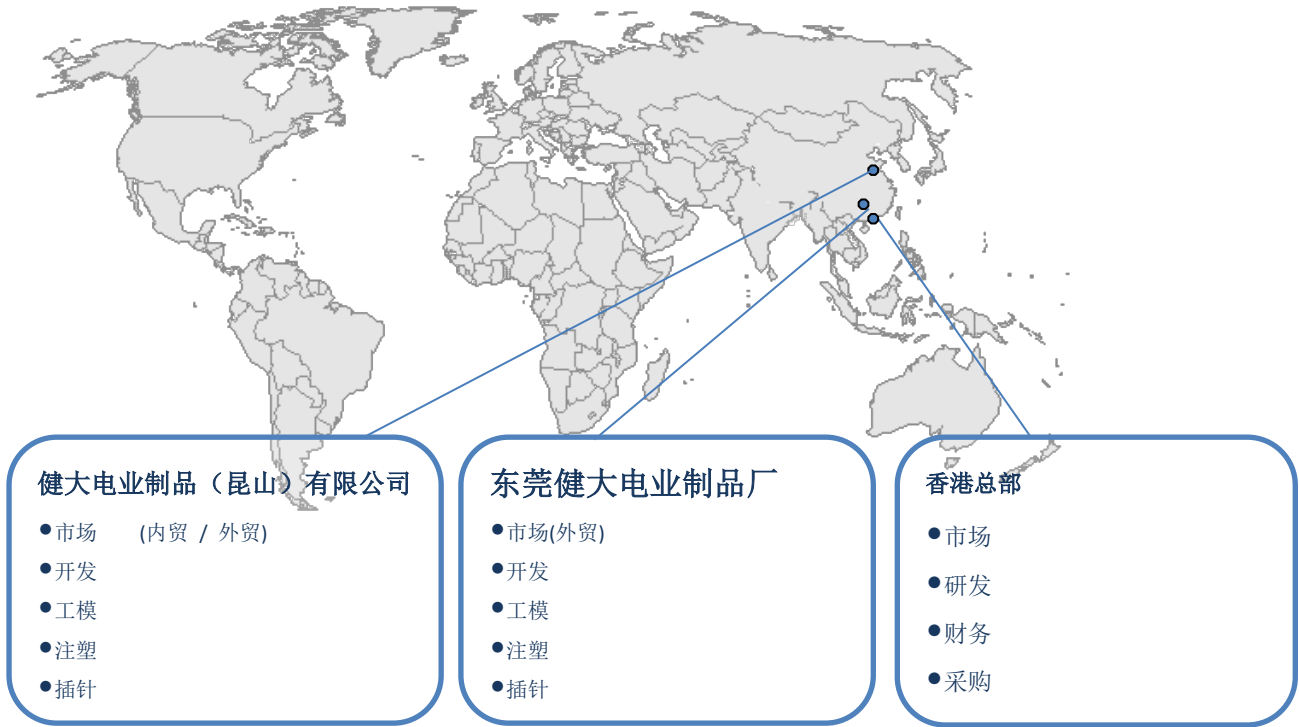 健大电业制品（昆山）有限公司
●市场 (内贸 / 外贸)
●开发
●工模
●注塑
●插针
东莞健大电业制品厂
●市场(外贸)
●开发
●工模
●注塑
●插针
香港总部
●市场
●研发
●财务
●采购